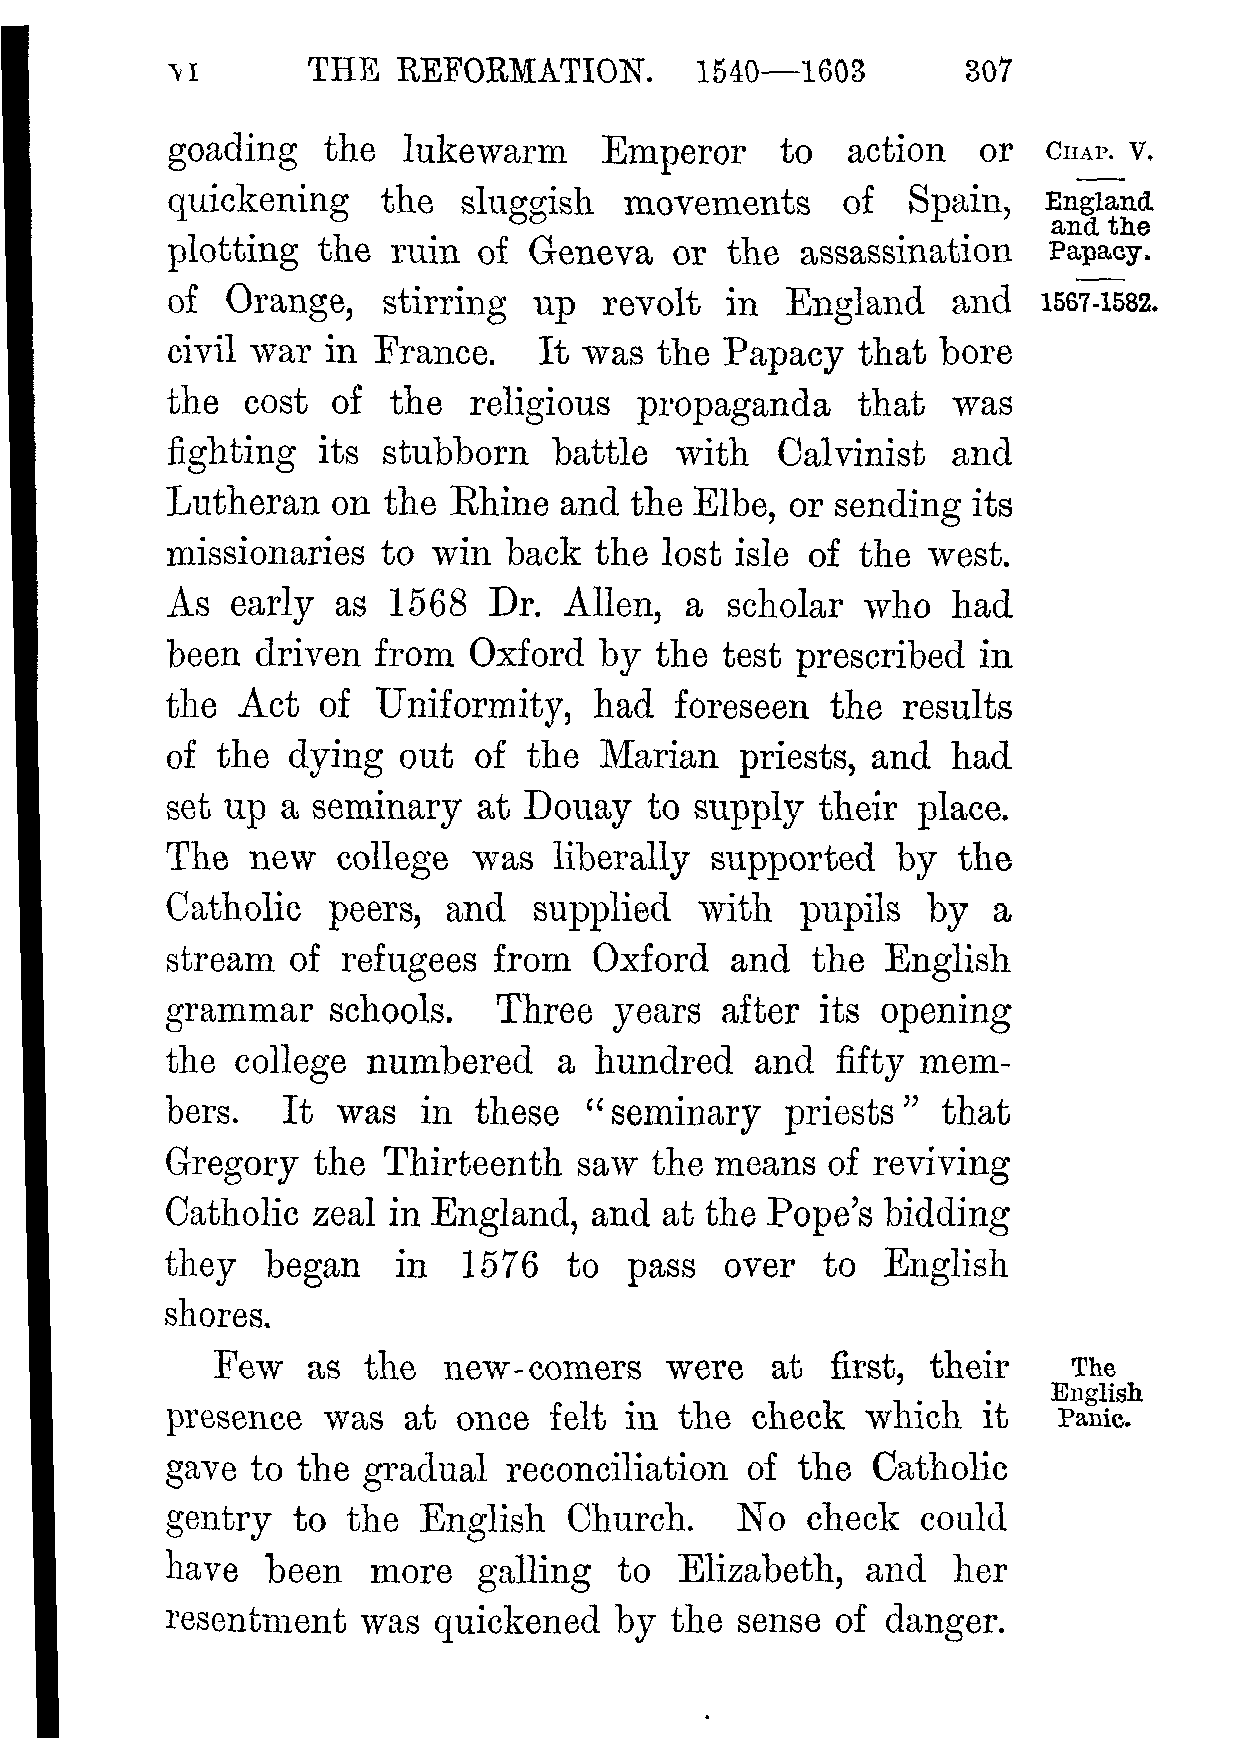 VI THE REFORMATION. 1540—1603 307
goading the lukewarm Emperor to action or
quickening the sluggish movements of Spain,
plotting the ruin of Geneva or the assassination
of Orange, stirring up revolt in England and
civil war in France. It was the Papacy that bore
the cost of the religious propaganda that was
fighting its stubborn battle with Calvinist and
Lutheran on the Rhine and the Elbe, or sending its
missionaries to win back the lost isle of the west.
As early as 1568 Dr. Allen, a scholar who had
been driven from Oxford by the test prescribed in
the Act of Uniformity, had foreseen the results
of the dying out of the Marian priests, and had
set up a seminary at Douay to supply their place.
The new college was liberally supported by the
Catholic peers, and supplied with pupils by a
stream of refugees from Oxford and the English
grammar schools. Three years after its opening
the college numbered a hundred and fifty mem-
bers. It was in these “seminary priests” that
Gregory the Thirteenth saw the means of reviving
Catholic zeal in England, and at the Pope’s bidding
they began in 1576 to pass over to English
shores.
Few as the new-comers were at first, their
presence was at once felt in the check which it
gave to the gradual reconciliation of the Catholic
gentry to the English Church. No check could
have been more galling to Elizabeth, and her
resentment was quickened by the sense of danger.
CHAP. V.
England
and the
Papacy.
1567-1582.
The
English
Panic.